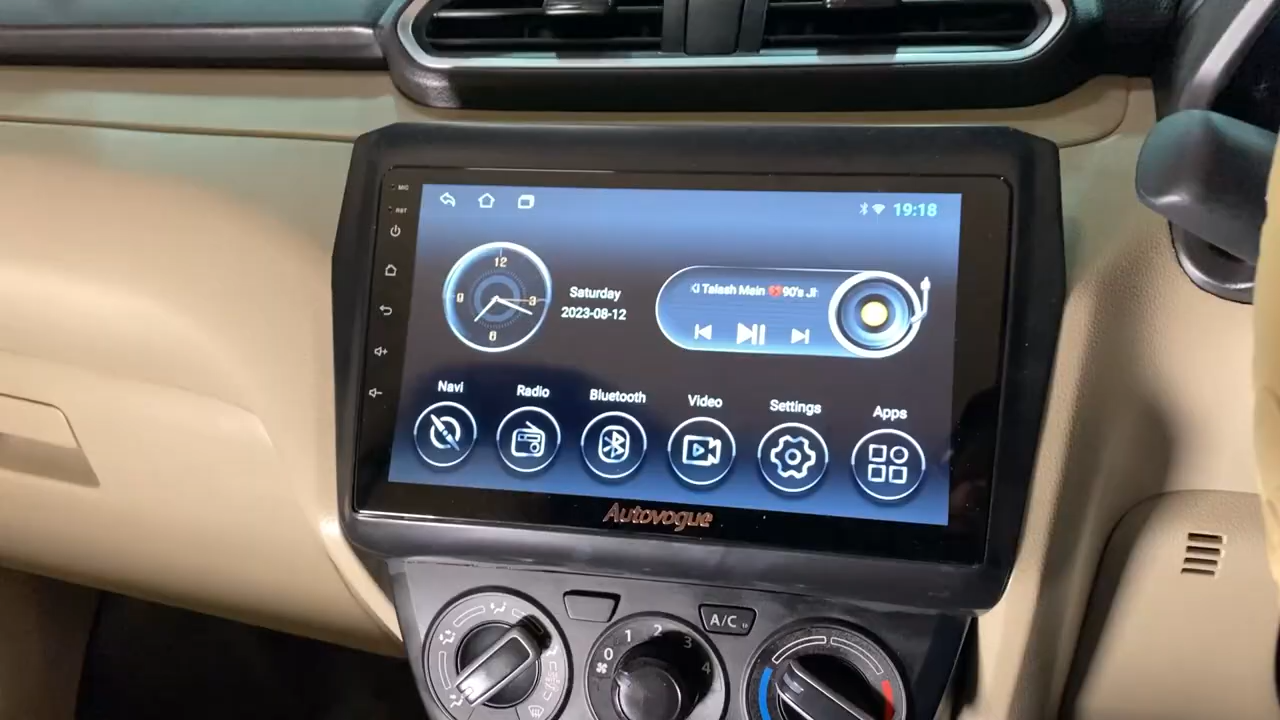 MIC
RST
19:18
12
3
6
9
Saturday
2023-08-12
Talash Mein 💔90's
Navi
Radio
Bluetooth
Video
Settings
Apps
Autovogue
A/C
0 1 2 3 4